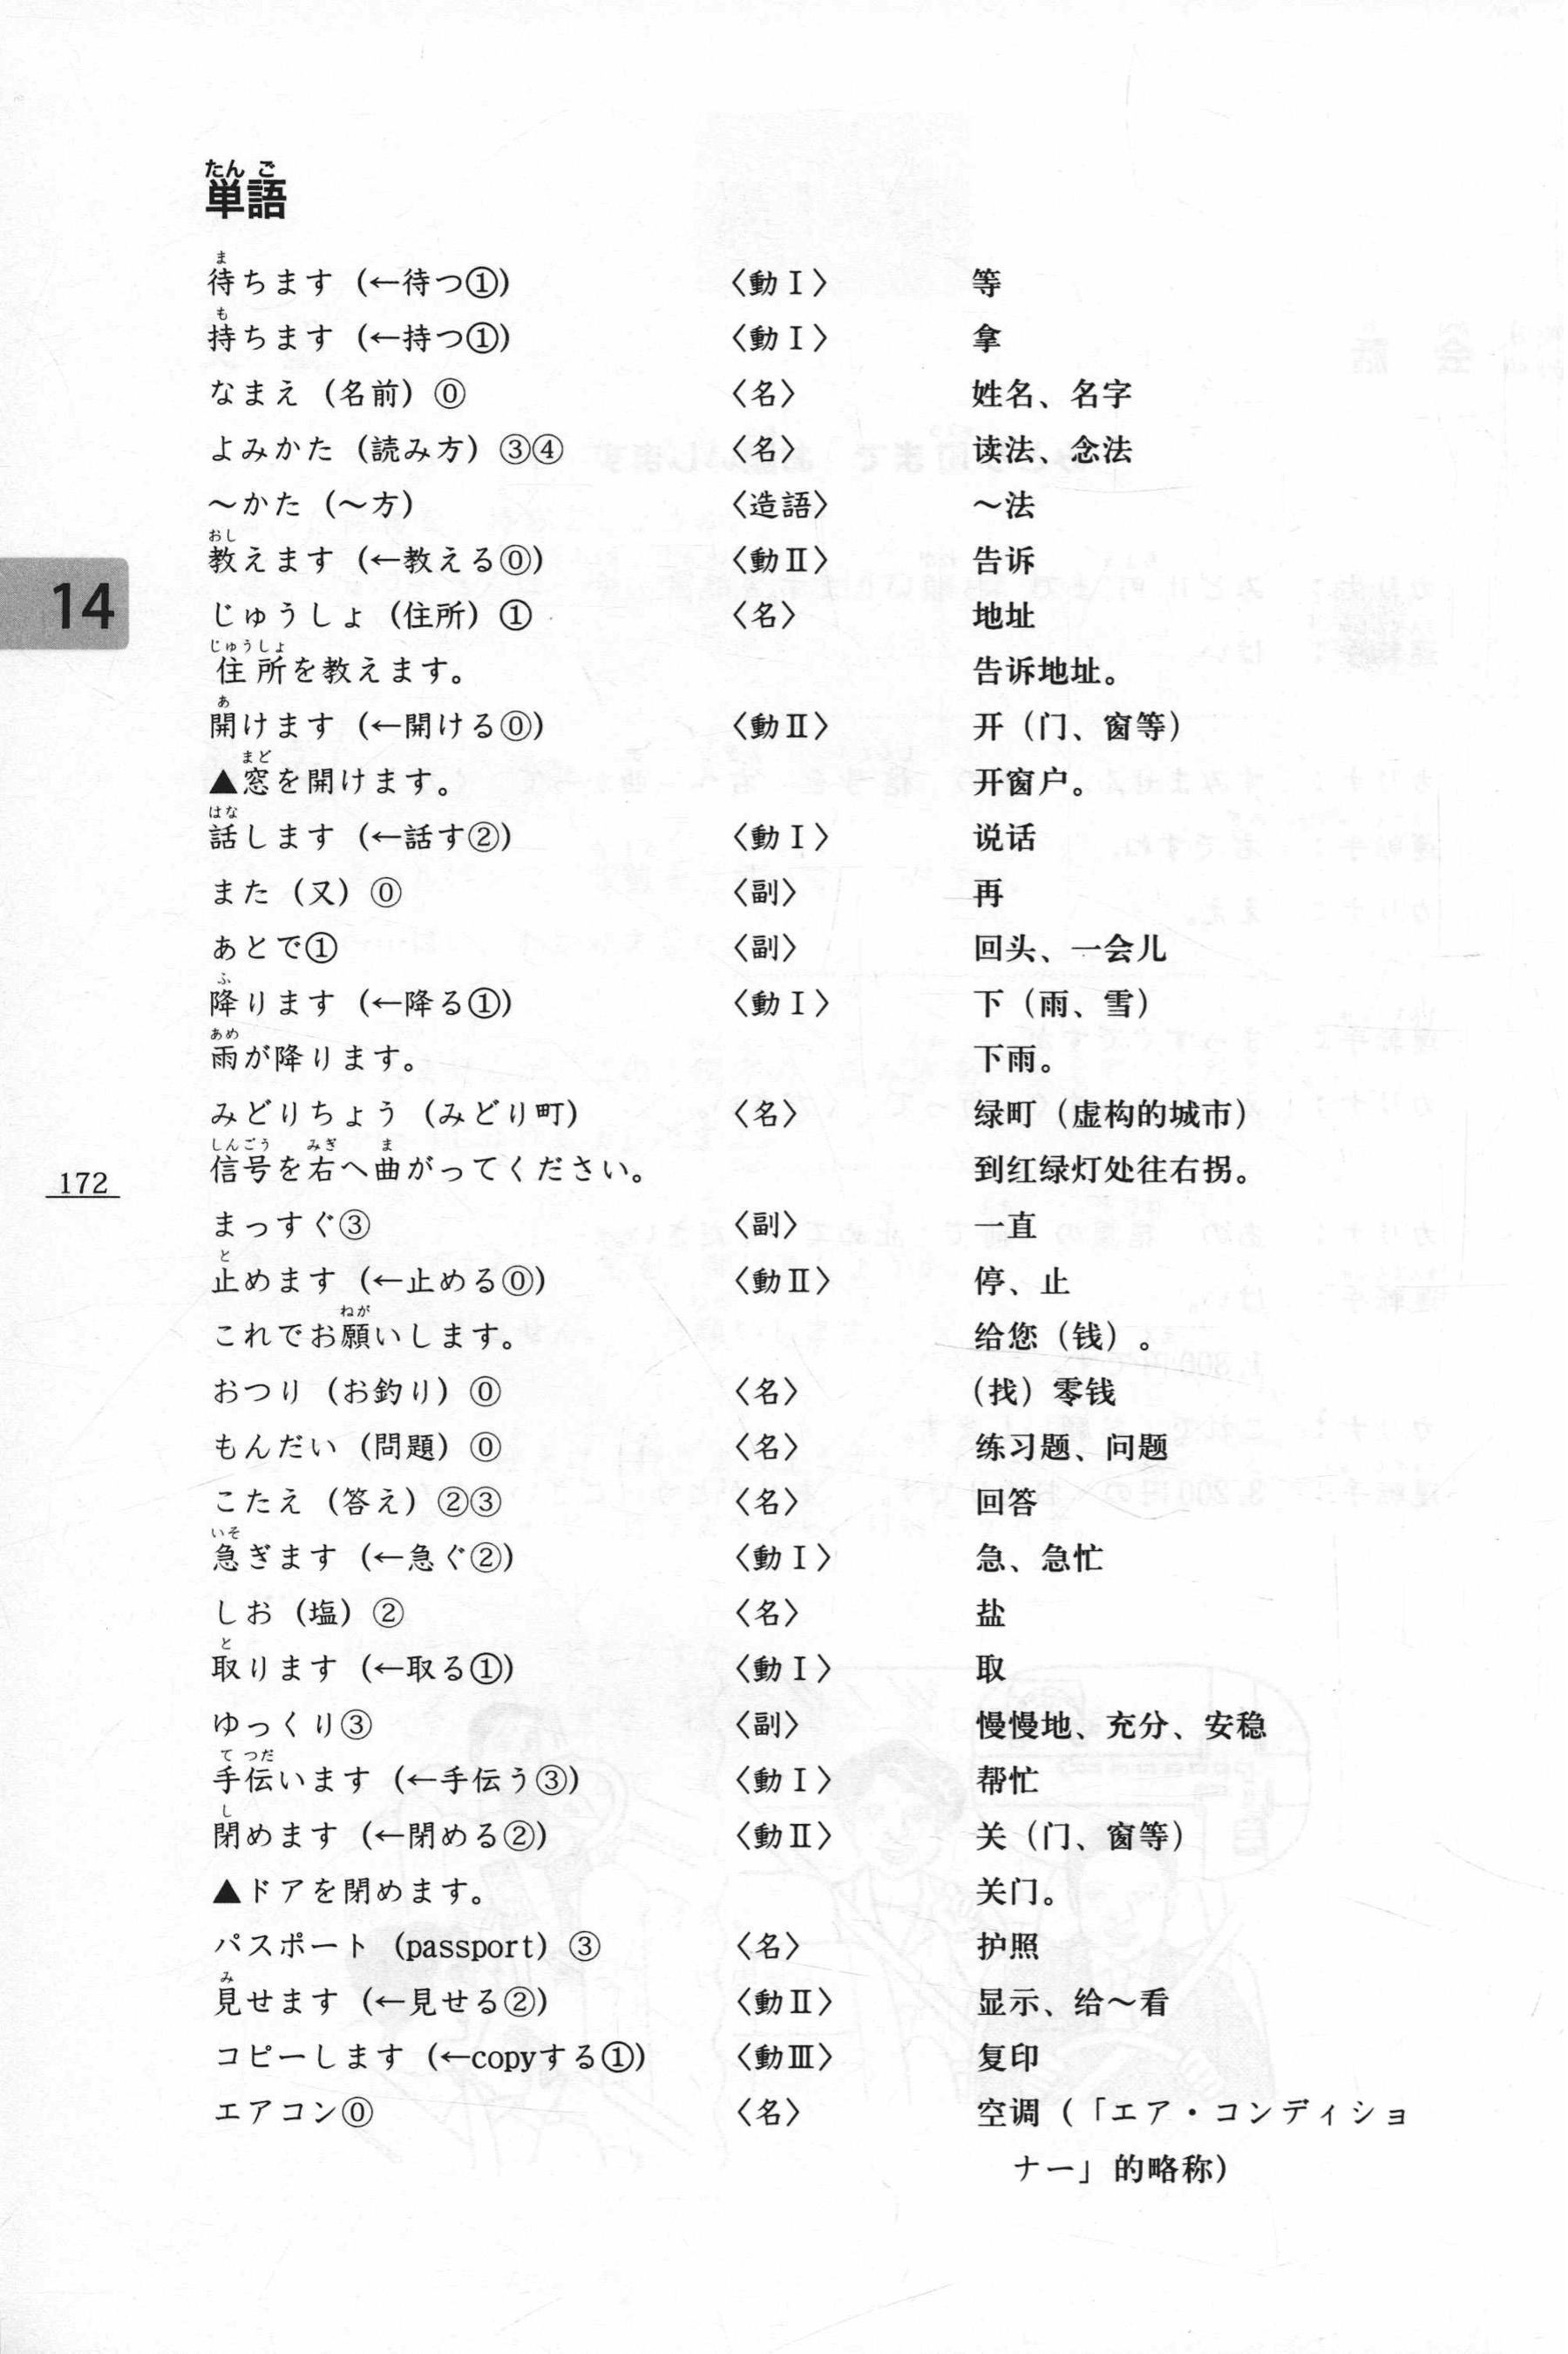 たんご
単語
待ちます（←待つ①） 〈動Ⅰ〉 等
持ちます（←持つ①） 〈動Ⅰ〉 拿
なまえ（名前）⓪ 〈名〉 姓名、名字
よみかた（読み方）③④ 〈名〉 读法、念法
～かた（～方） 〈造語〉 ～法
教えます（←教える⓪） 〈動Ⅱ〉 告诉
じゅうしょ（住所）① 〈名〉 地址
住所を教えます。 告诉地址。
開けます（←開ける⓪） 〈動Ⅱ〉 开（门、窗等）
▲窓を開けます。 开窗户。
話します（←話す②） 〈動Ⅰ〉 说话
また（又）⓪ 〈副〉 再
あとで① 〈副〉 回头、一会儿
降ります（←降る①） 〈動Ⅰ〉 下（雨、雪）
雨が降ります。 下雨。
みどりちょう（みどり町） 〈名〉 绿町（虚构的城市）
信号を右へ曲がってください。 到红绿灯处往右拐。
まっすぐ③ 〈副〉 一直
止めます（←止める⓪） 〈動Ⅱ〉 停、止
これでお願いします。 给您（钱）。
おつり（お釣り）⓪ 〈名〉 （找）零钱
もんだい（問題）⓪ 〈名〉 练习题、问题
こたえ（答え）②③ 〈名〉 回答
急ぎます（←急ぐ②） 〈動Ⅰ〉 急、急忙
しお（塩）② 〈名〉 盐
取ります（←取る①） 〈動Ⅰ〉 取
ゆっくり③ 〈副〉 慢慢地、充分、安稳
手伝います（←手伝う③） 〈動Ⅰ〉 帮忙
閉めます（←閉める②） 〈動Ⅱ〉 关（门、窗等）
▲ドアを閉めます。 关门。
パスポート（passport）③ 〈名〉 护照
見せます（←見せる②） 〈動Ⅱ〉 显示、给～看
コピーします（←copyする①） 〈動Ⅲ〉 复印
エアコン⓪ 〈名〉 空调（「エア・コンディショ
ナー」的略称）
14
172